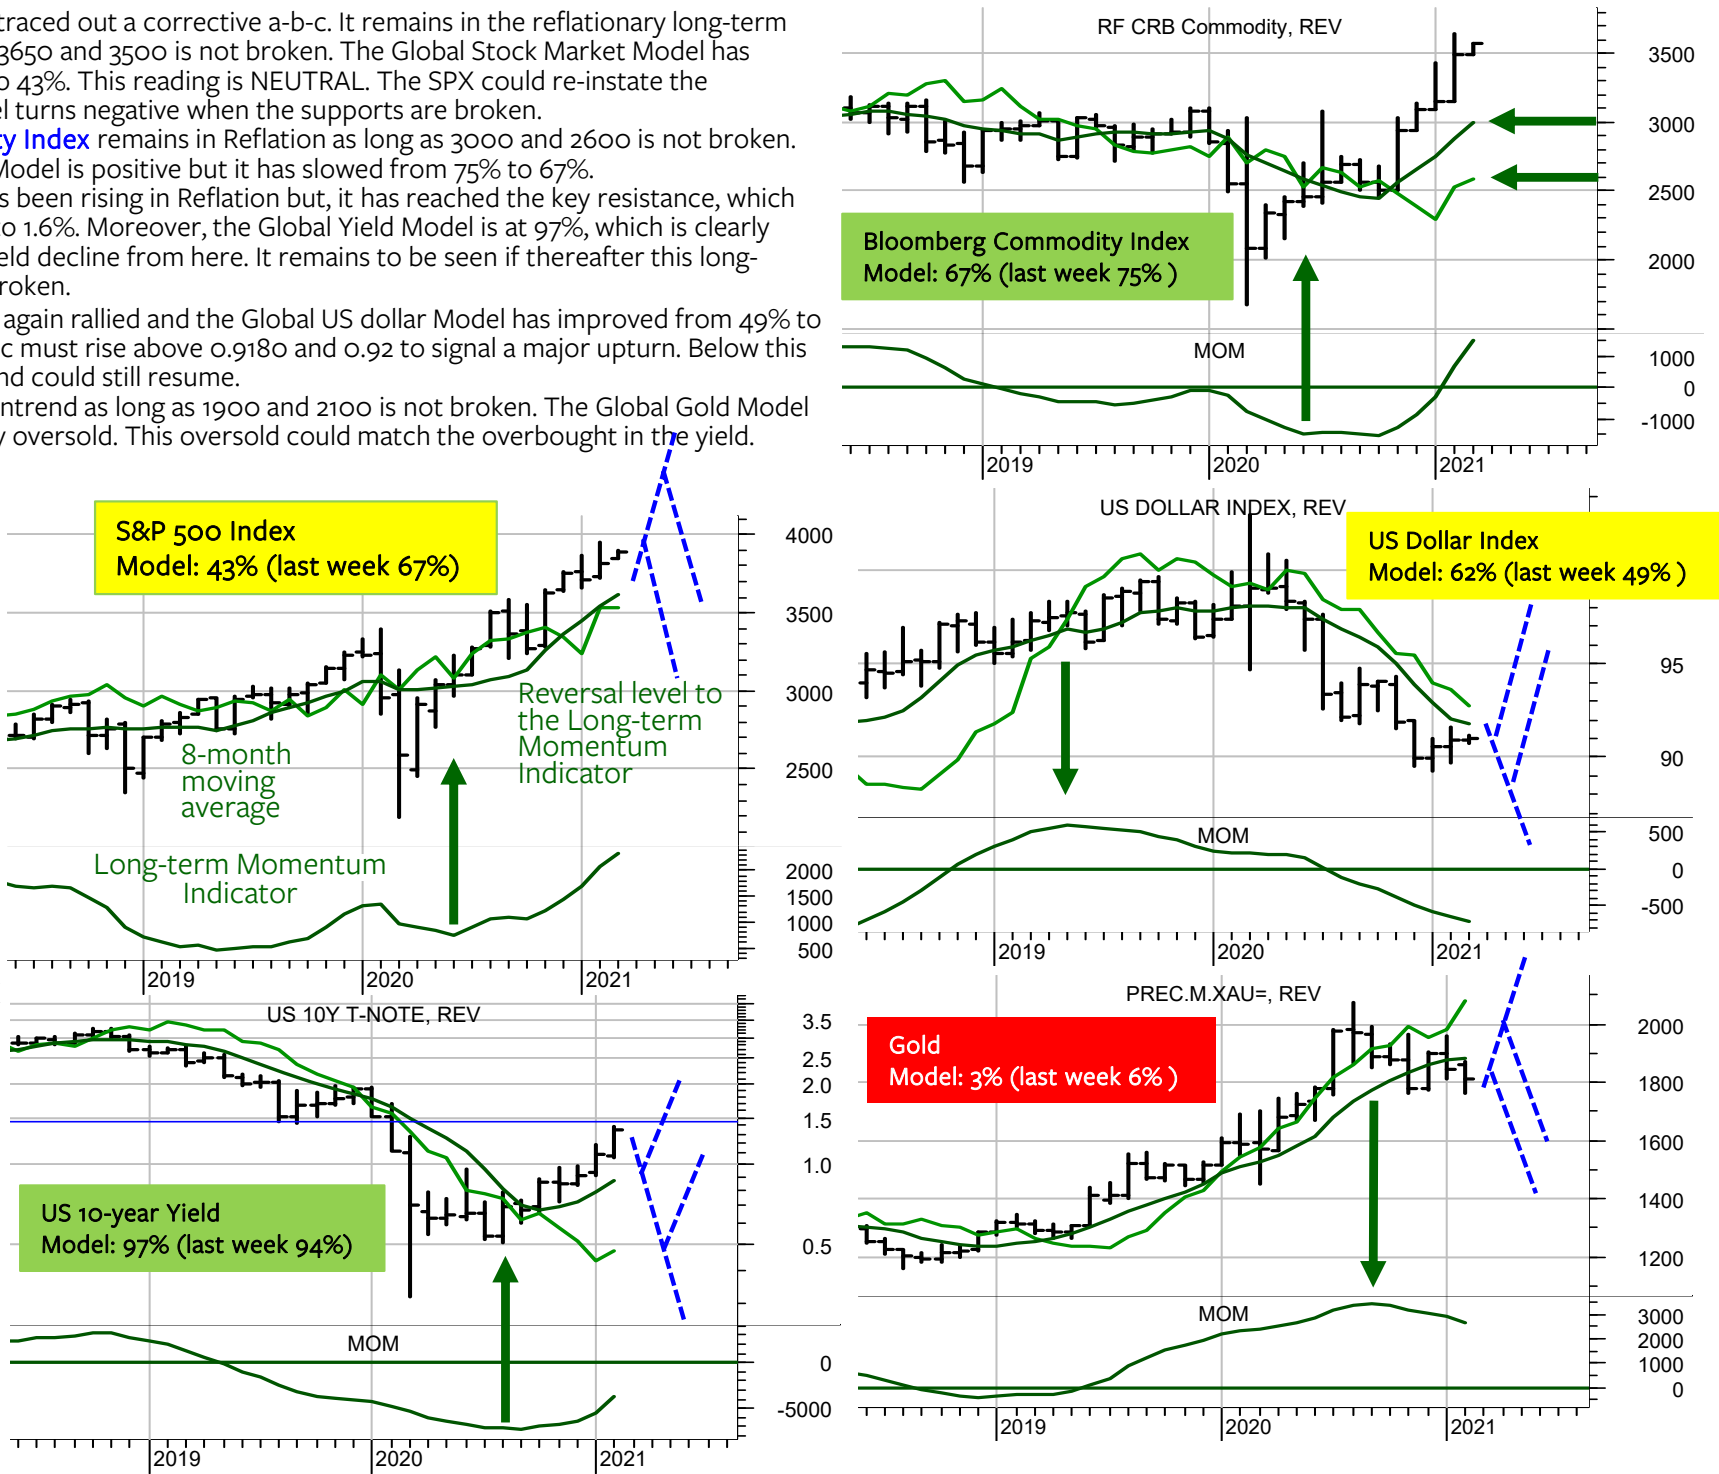 traced out a corrective a-b-c. It remains in the reflationary long-term
3650 and 3500 is not broken. The Global Stock Market Model has
o 43%. This reading is NEUTRAL. The SPX could re-instate the
el turns negative when the supports are broken.
ty Index remains in Reflation as long as 3000 and 2600 is not broken.
Model is positive but it has slowed from 75% to 67%.
s been rising in Reflation but, it has reached the key resistance, which
to 1.6%. Moreover, the Global Yield Model is at 97%, which is clearly
eld decline from here. It remains to be seen if thereafter this long-
roken.
again rallied and the Global US dollar Model has improved from 49% to
c must rise above 0.9180 and 0.92 to signal a major upturn. Below this
nd could still resume.
ntrend as long as 1900 and 2100 is not broken. The Global Gold Model
y oversold. This oversold could match the overbought in the yield.
RF CRB Commodity, REV
3500
3000
2500
2000
Bloomberg Commodity Index
Model: 67% (last week 75% )
MOM
1000
0
-1000
2019
2020
2021
S&P 500 Index
Model: 43% (last week 67%)
4000
3500
3000
2500
8-month
moving
average
Reversal level to
the Long-term
Momentum
Indicator
Long-term Momentum
Indicator
2000
1500
1000
500
2019
2020
2021
US DOLLAR INDEX, REV
US Dollar Index
Model: 62% (last week 49% )
95
90
MOM
500
0
-500
2019
2020
2021
US 10Y T-NOTE, REV
3.5
2.5
2.0
1.5
1.0
0.5
US 10-year Yield
Model: 97% (last week 94%)
MOM
0
-5000
2019
2020
2021
PREC.M.XAU=, REV
Gold
Model: 3% (last week 6% )
2000
1800
1600
1400
1200
MOM
3000
2000
1000
0
2019
2020
2021